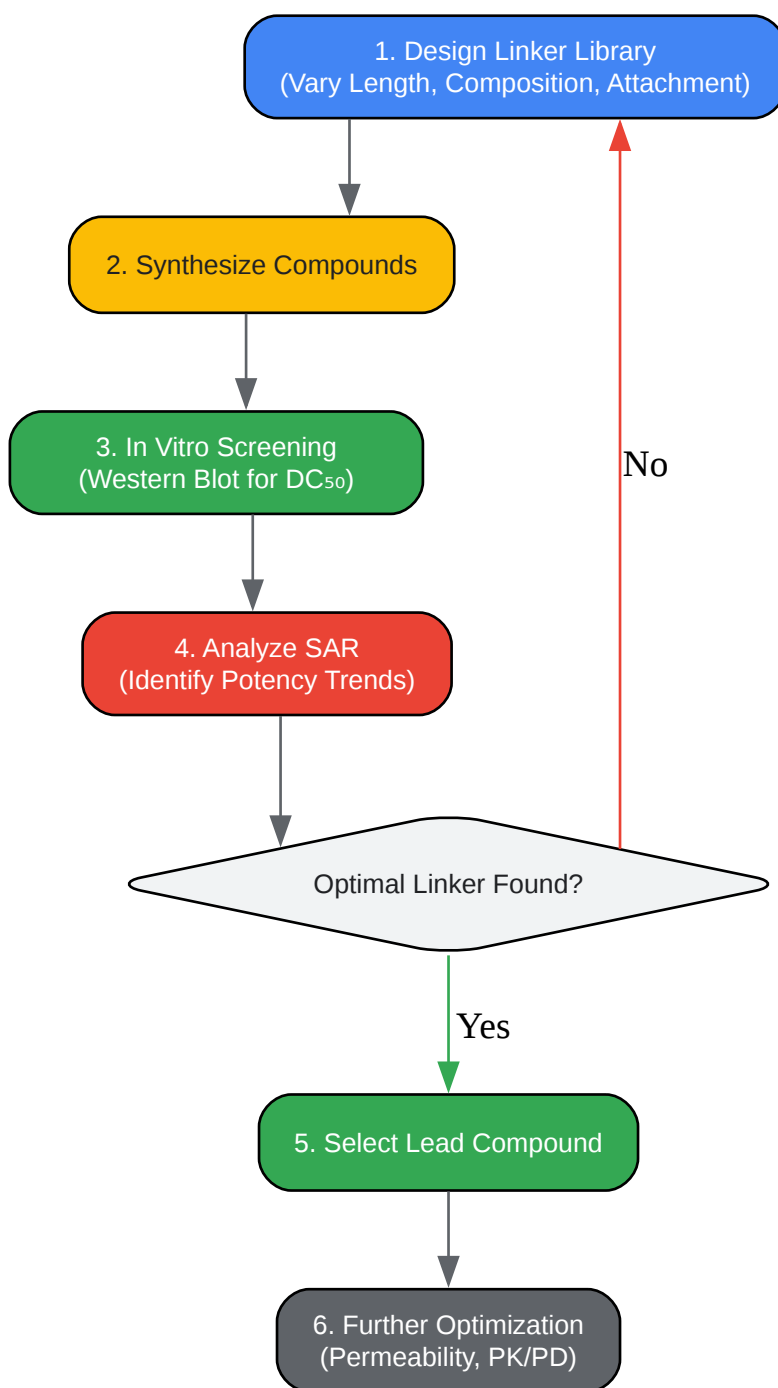 1. Design Linker Library
(Vary Length, Composition, Attachment)
2. Synthesize Compounds
3. In Vitro Screening
(Western Blot for DC₅₀)
No
4. Analyze SAR
(Identify Potency Trends)
Optimal Linker Found?
Yes
5. Select Lead Compound
6. Further Optimization
(Permeability, PK/PD)